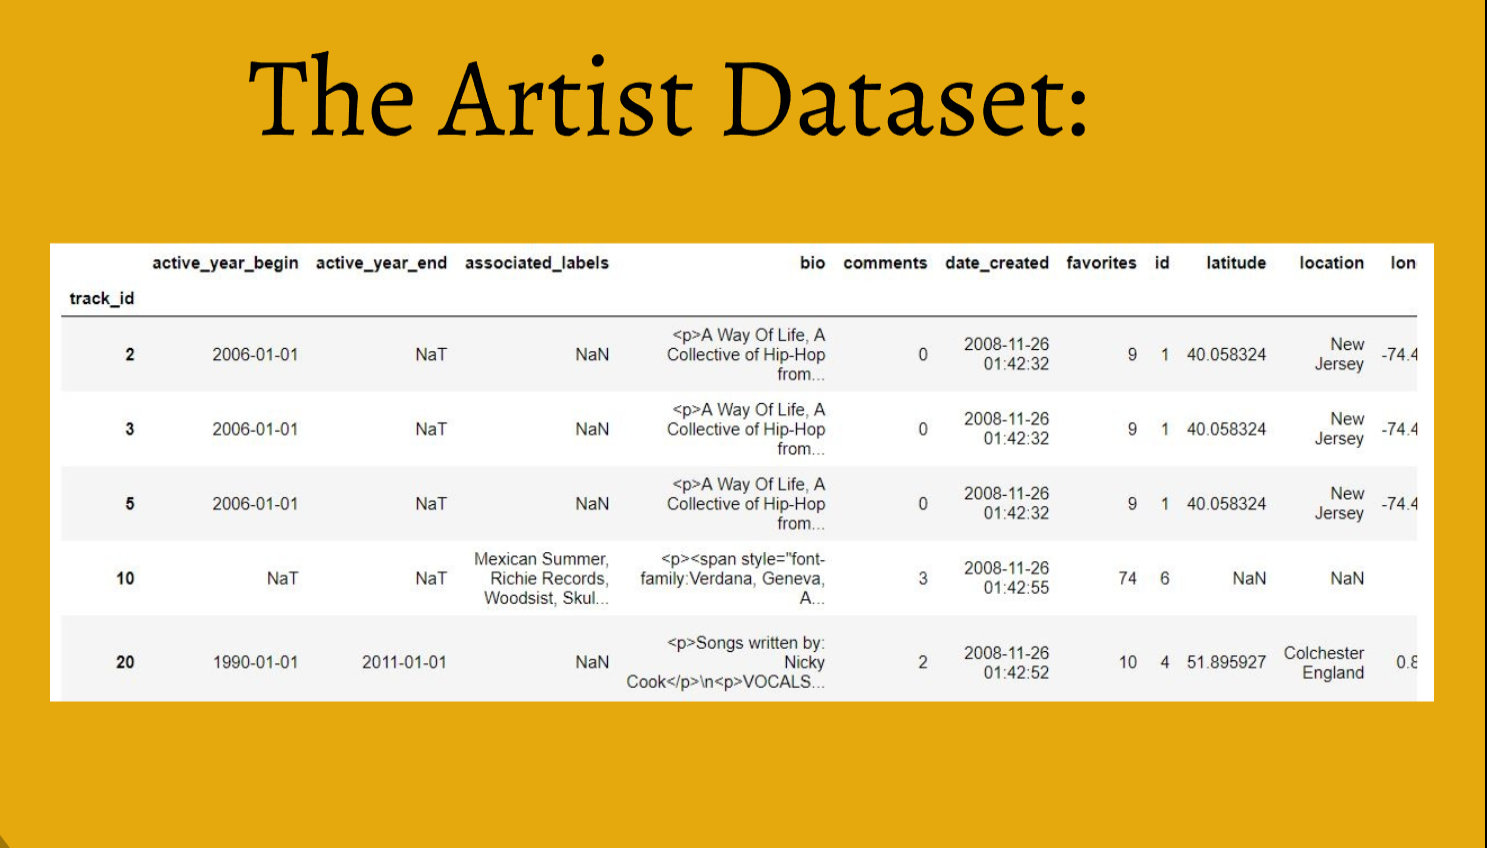 The Artist Dataset:
active_year_begin active_year_end associated_labels bio comments date_created favorites id latitude location lon
track_id
2 2006-01-01 NaT NaN <p>A Way Of Life, A Collective of Hip-Hop from... 0 2008-11-26 01:42:32 9 1 40.058324 New Jersey -74.4
3 2006-01-01 NaT NaN <p>A Way Of Life, A Collective of Hip-Hop from... 0 2008-11-26 01:42:32 9 1 40.058324 New Jersey -74.4
5 2006-01-01 NaT NaN <p>A Way Of Life, A Collective of Hip-Hop from... 0 2008-11-26 01:42:32 9 1 40.058324 New Jersey -74.4
10 NaT NaT Mexican Summer, Richie Records, Woodsist, Skul... <p><span style="font-family:Verdana, Geneva, A... 3 2008-11-26 01:42:55 74 6 NaN NaN
20 1990-01-01 2011-01-01 NaN <p>Songs written by: Nicky Cook</p>\n<p>VOCALS... 2 2008-11-26 01:42:52 10 4 51.895927 Colchester England 0.8